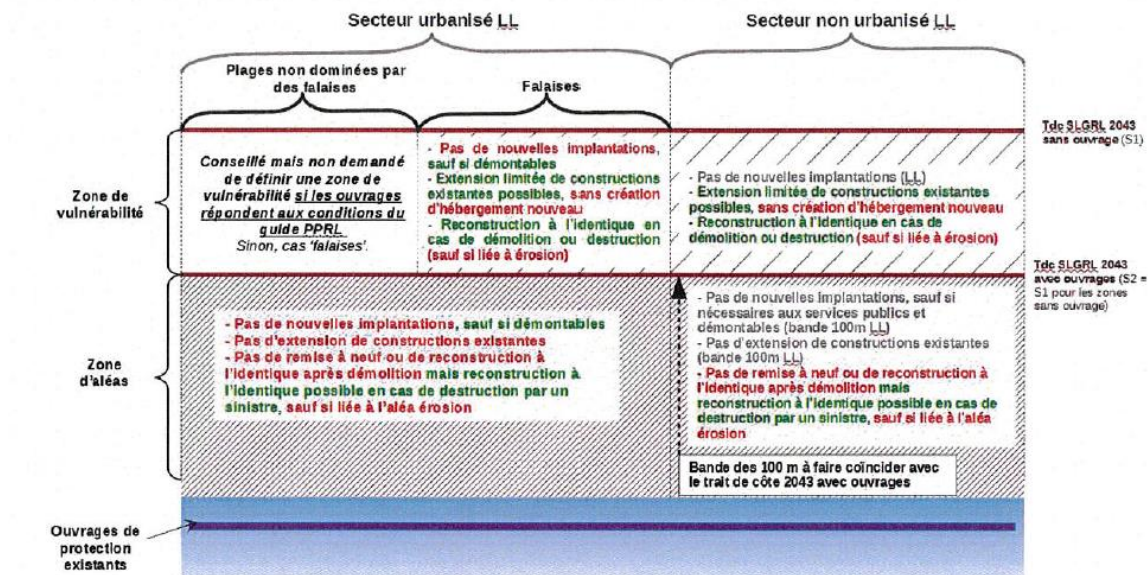 Secteur urbanisé LL
Secteur non urbanisé LL
Plages non dominées par
des falaises
Falaises
Tdc SLGRL 2043
sans ouvrage (S1)
Zone de
vulnérabilité
Conseillé mais non demandé
de définir une zone de
vulnérabilité si les ouvrages
répondent aux conditions du
guide PPRL
Sinon, cas 'falaises'.
- Pas de nouvelles implantations,
sauf si démontables
- Extension limitée de constructions
existantes possibles, sans création
d'hébergement nouveau
- Reconstruction à l'identique en
cas de démolition ou destruction
(sauf si liée à érosion)
- Pas de nouvelles implantations (LL)
- Extension limitée de constructions existantes
possibles, sans création d'hébergement nouveau
- Reconstruction à l'identique en cas de
démolition ou destruction (sauf si liée à érosion)
Tdc SLGRL 2043
avec ouvrages (S2 =
S1 pour les zones
sans ouvrage)
Zone
d'aléas
- Pas de nouvelles implantations, sauf si démontables
- Pas d'extension de constructions existantes
- Pas de remise à neuf ou de reconstruction à
l'identique après démolition mais reconstruction à
l'identique possible en cas de destruction par un
sinistre, sauf si liée à l'aléa érosion
- Pas de nouvelles implantations, sauf si
nécessaires aux services publics et
démontables (bande 100m LL)
- Pas d'extension de constructions existantes
(bande 100m LL)
- Pas de remise à neuf ou de reconstruction à
l'identique après démolition mais
reconstruction à l'identique possible en cas de
destruction par un sinistre, sauf si liée à l'aléa
érosion
Bande des 100 m à faire coïncider avec
le trait de côte 2043 avec ouvrages
Ouvrages de
protection
existants